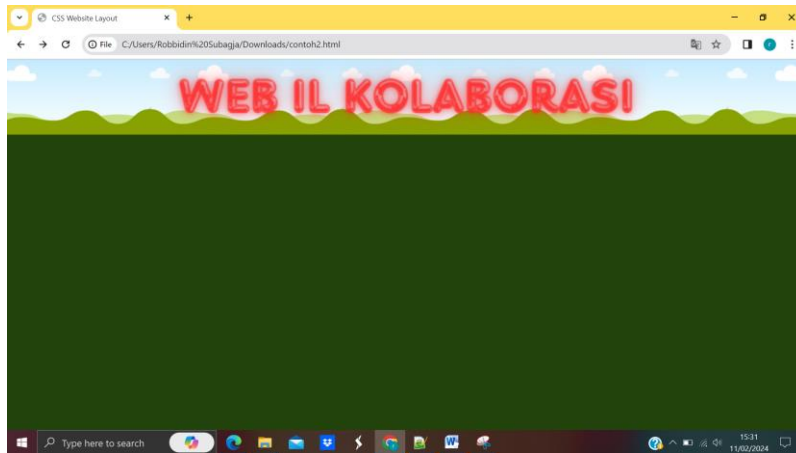 CSS Website Layout
File C:/Users/Robbidin%20Subagja/Downloads/contoh2.html
WEB IL KOLABORASI
Type here to search
15:31
11/02/2024